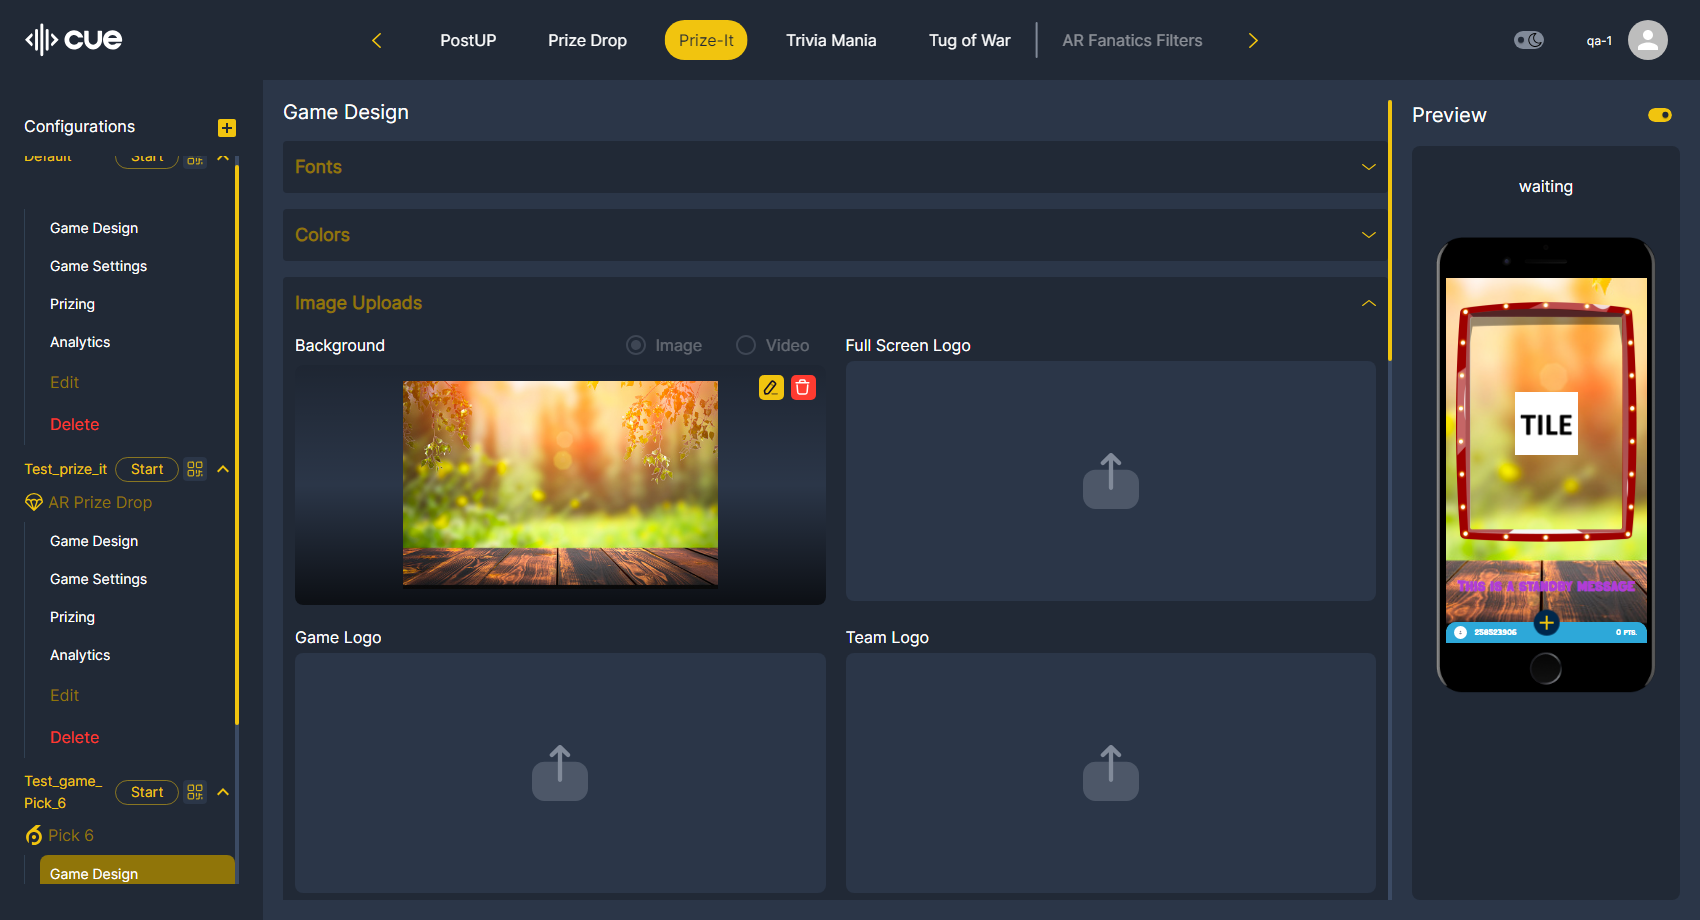 cue
PostUP
Prize Drop
Prize-It
Trivia Mania
Tug of War
AR Fanatics Filters
qa-1
Configurations
Default
Start
Game Design
Game Settings
Prizing
Analytics
Edit
Delete
Test_prize_it
Start
AR Prize Drop
Game Design
Game Settings
Prizing
Analytics
Edit
Delete
Test_game_
Pick_6
Start
Pick 6
Game Design
Game Design
Fonts
Colors
Image Uploads
Background
Image
Video
Full Screen Logo
Game Logo
Team Logo
Preview
waiting
TILE
This is a standby message
258523906
0 PTS.